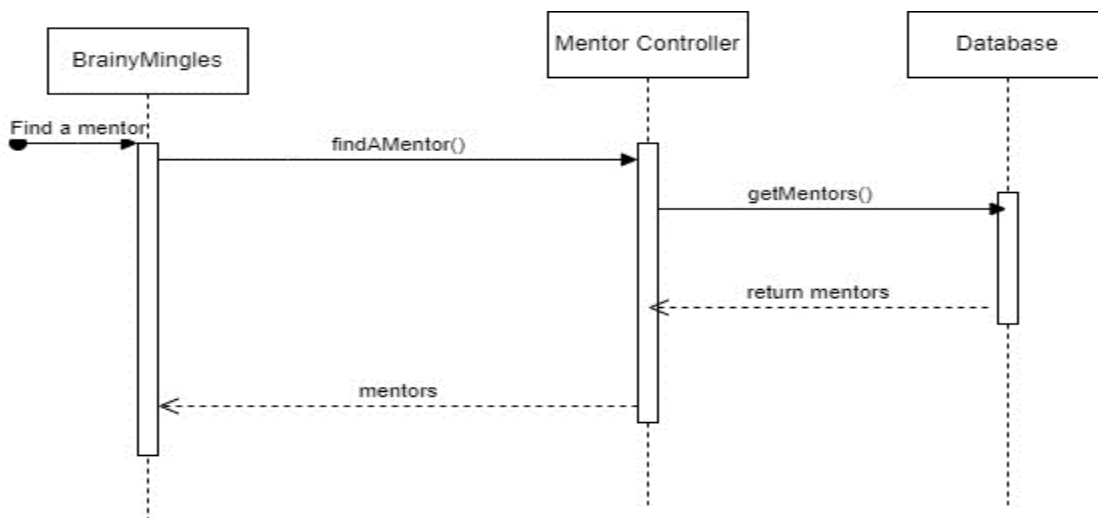 BrainyMingles
Mentor Controller
Database
Find a mentor
findAMentor()
getMentors()
return mentors
mentors